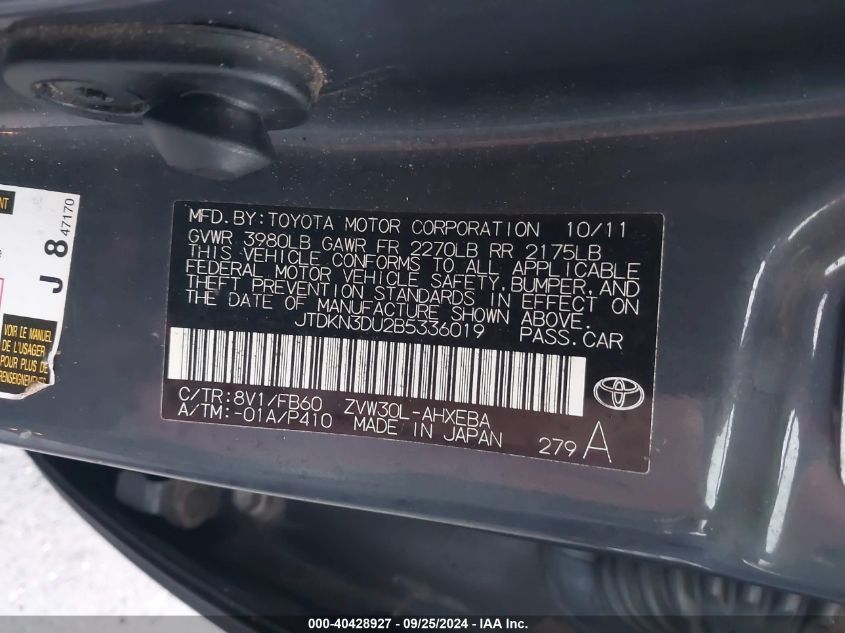 NT
J 8 47170
VOIR LE MANUEL
DE L'USAGER
POUR PLUS DE
RENSEIGNEMENTS
MFD.BY:TOYOTA MOTOR CORPORATION 10/11
GVWR 3980LB GAWR FR 2270LB RR 2175LB
THIS VEHICLE CONFORMS TO ALL APPLICABLE
FEDERAL MOTOR VEHICLE SAFETY,BUMPER,AND
THEFT PREVENTION STANDARDS IN EFFECT ON
THE DATE OF MANUFACTURE SHOWN ABOVE.
JTDKN3DU2B5336019 PASS.CAR
C/TR:8V1/FB60 ZVW30L-AHXEBA
A/TM:-01A/P410 MADE IN JAPAN 279 A
000-40428927 - 09/25/2024 - IAA Inc.